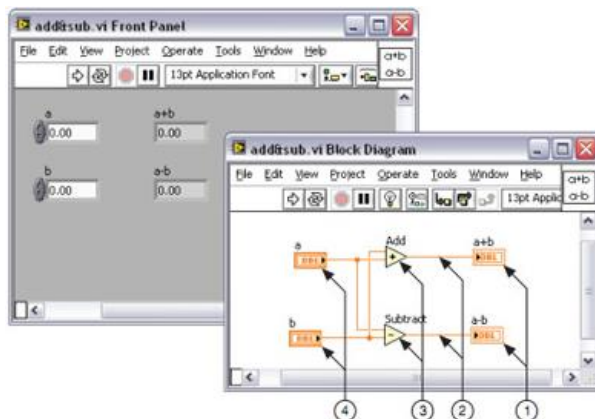 add&sub.vi Front Panel
File Edit View Project Operate Tools Window Help
13pt Application Font
a+b
a-b
a
0.00
a+b
0.00
b
0.00
a-b
0.00
add&sub.vi Block Diagram
File Edit View Project Operate Tools Window Help
13pt Applic
a+b
a-b
a
DBL
Add
+
a+b
DBL
b
DBL
Subtract
-
a-b
DBL
4
3
2
1